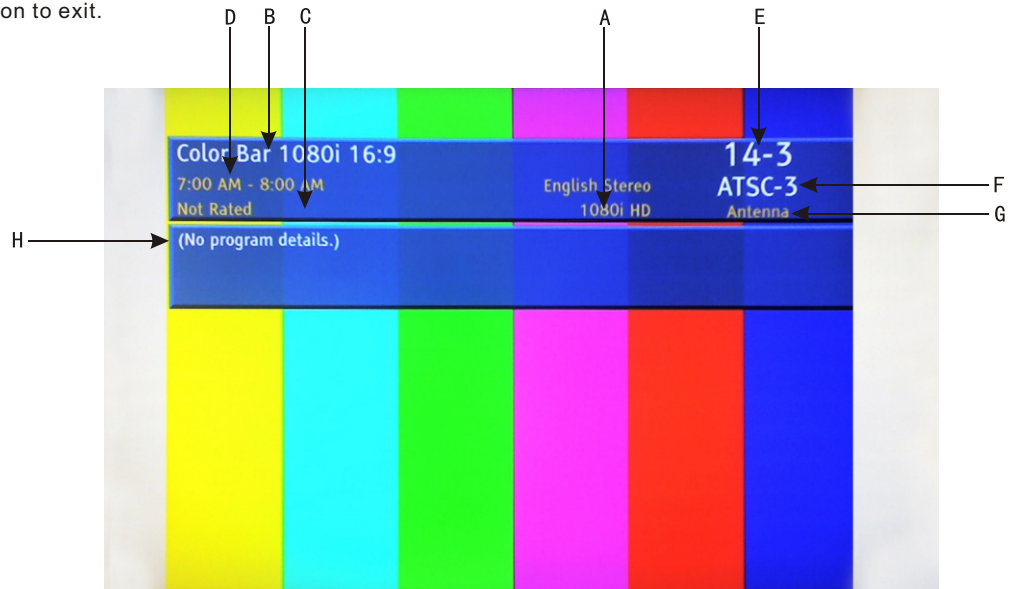 on to exit.
D B C A E
Color Bar 1080i 16:9
14-3
7:00 AM - 8:00 AM
English Stereo
ATSC-3
F
Not Rated
1080i HD
Antenna
G
H
(No program details.)